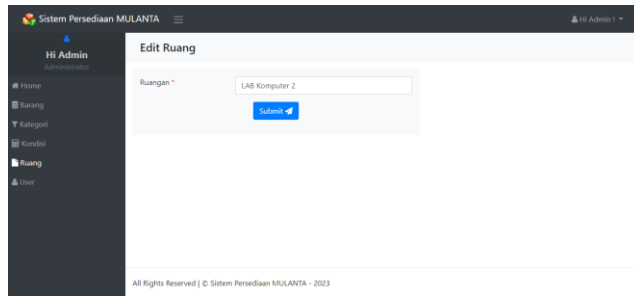 Sistem Persediaan MULANTA
Hi Admin !
Hi Admin
Administrator
Home
Barang
Kategori
Kondisi
Ruang
User
Edit Ruang
Ruangan *
LAB Komputer 2
Submit
All Rights Reserved | © Sistem Persediaan MULANTA - 2023